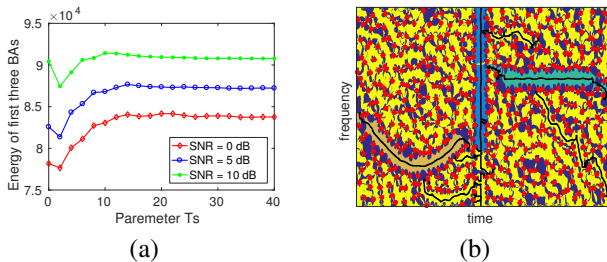 9.5 ×10⁴
9
8.5
8
7.5
Energy of first three BAs
0 10 20 30 40
Paremeter Ts
SNR = 0 dB
SNR = 5 dB
SNR = 10 dB
(a)
frequency
time
(b)